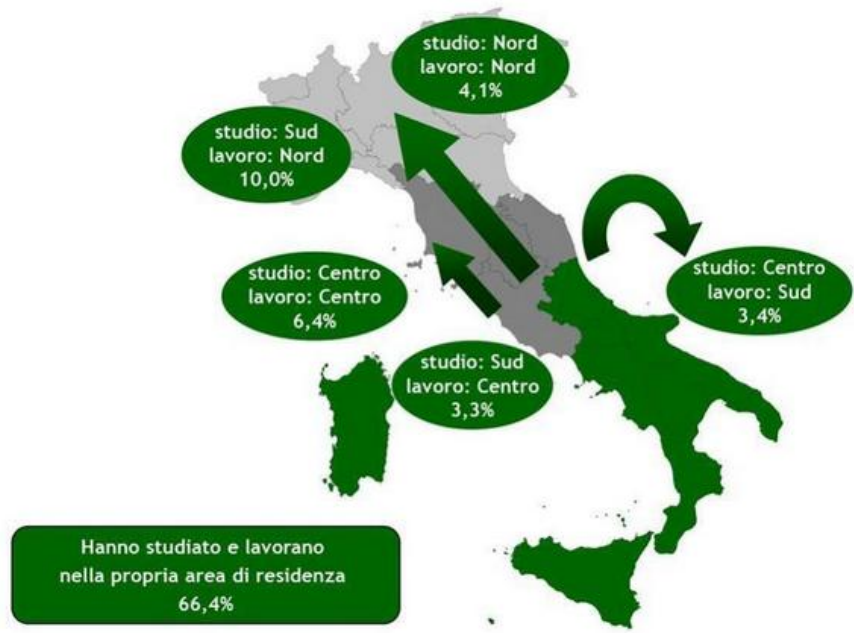 studio: Nord
lavoro: Nord
4,1%
studio: Sud
lavoro: Nord
10,0%
studio: Centro
lavoro: Sud
3,4%
studio: Centro
lavoro: Centro
6,4%
studio: Sud
lavoro: Centro
3,3%
Hanno studiato e lavorano
nella propria area di residenza
66,4%